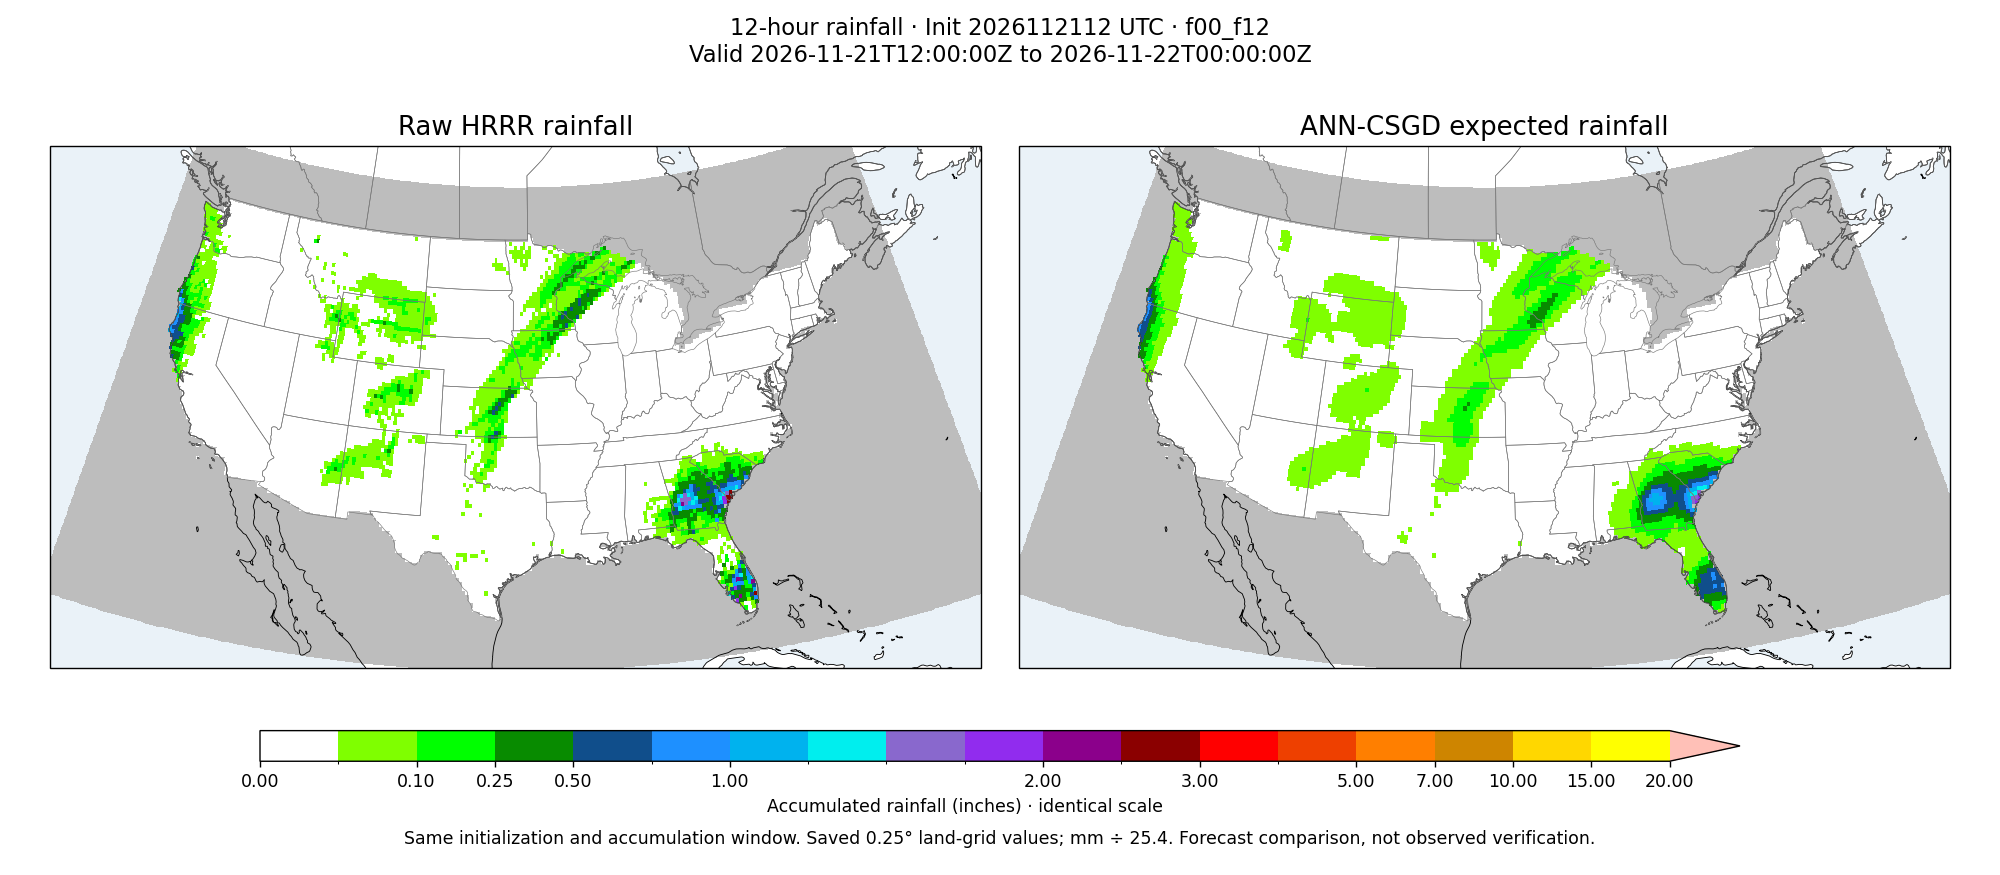 12-hour rainfall · Init 2026112112 UTC · f00_f12
Valid 2026-11-21T12:00:00Z to 2026-11-22T00:00:00Z
Raw HRRR rainfall
ANN-CSGD expected rainfall
0.00 0.10 0.25 0.50 1.00 2.00 3.00 5.00 7.00 10.00 15.00 20.00
Accumulated rainfall (inches) · identical scale
Same initialization and accumulation window. Saved 0.25° land-grid values; mm ÷ 25.4. Forecast comparison, not observed verification.